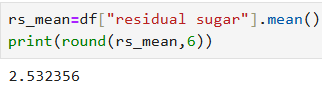 rs_mean=df["residual sugar"].mean()
print(round(rs_mean,6))
2.532356